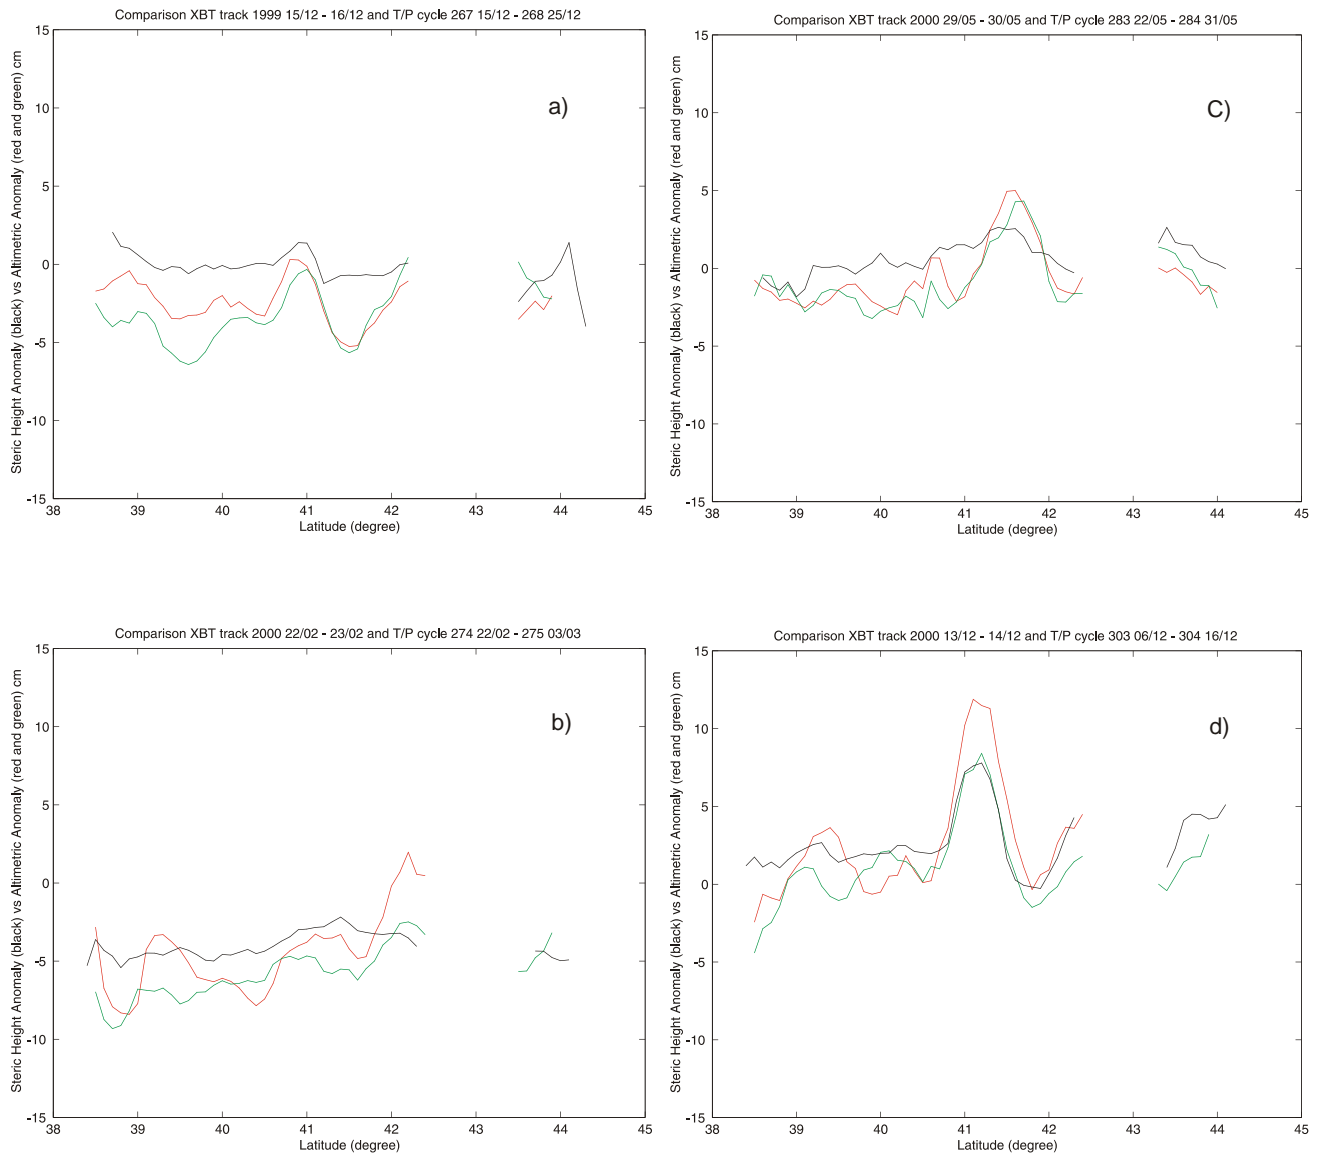 Comparison XBT track 1999 15/12 - 16/12 and T/P cycle 267 15/12 - 268 25/12
Steric Height Anomaly (black) vs Altimetric Anomaly (red and green) cm
15
10
5
0
-5
-10
-15
a)
38 39 40 41 42 43 44 45
Latitude (degree)
Comparison XBT track 2000 29/05 - 30/05 and T/P cycle 283 22/05 - 284 31/05
Steric Height Anomaly (black) vs Altimetric Anomaly (red and green) cm
15
10
5
0
-5
-10
-15
C)
38 39 40 41 42 43 44 45
Latitude (degree)
Comparison XBT track 2000 22/02 - 23/02 and T/P cycle 274 22/02 - 275 03/03
Steric Height Anomaly (black) vs Altimetric Anomaly (red and green) cm
15
10
5
0
-5
-10
-15
b)
38 39 40 41 42 43 44 45
Latitude (degree)
Comparison XBT track 2000 13/12 - 14/12 and T/P cycle 303 06/12 - 304 16/12
Steric Height Anomaly (black) vs Altimetric Anomaly (red and green) cm
15
10
5
0
-5
-10
-15
d)
38 39 40 41 42 43 44 45
Latitude (degree)